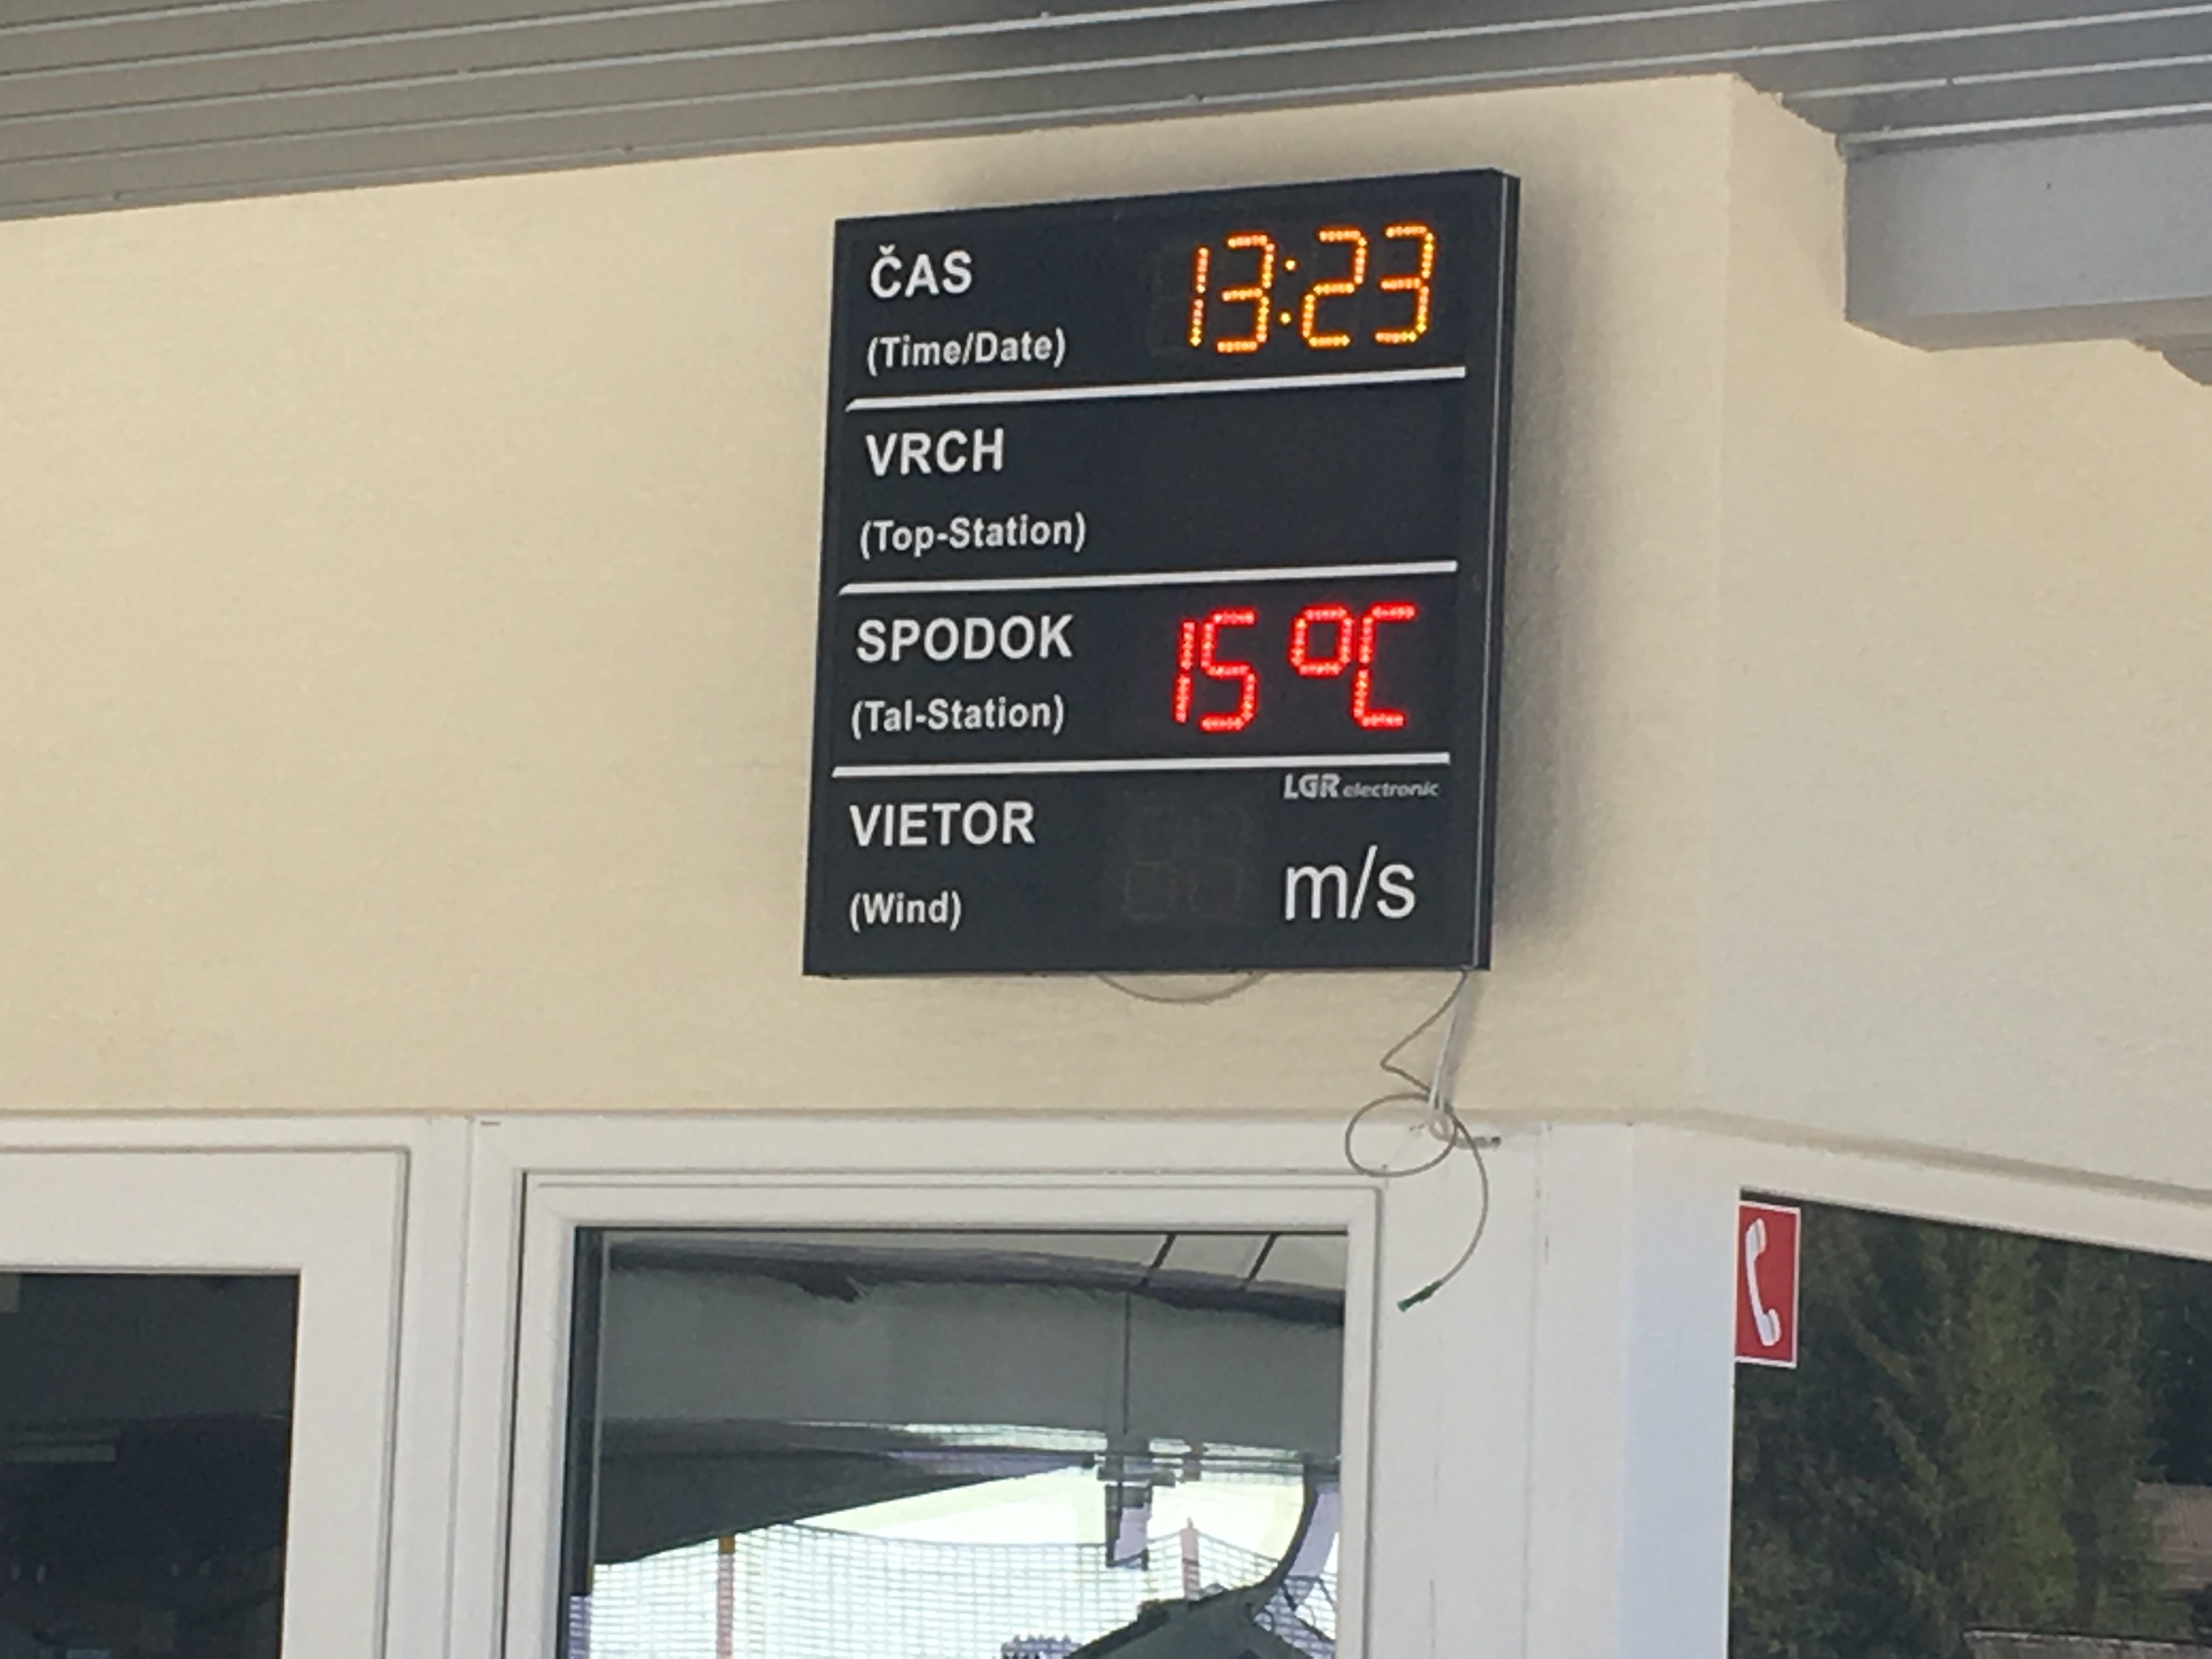 ČAS 13:23
(Time/Date)
VRCH
(Top-Station)
SPODOK 15 °C
(Tal-Station)
LGR electronic
VIETOR
m/s
(Wind)